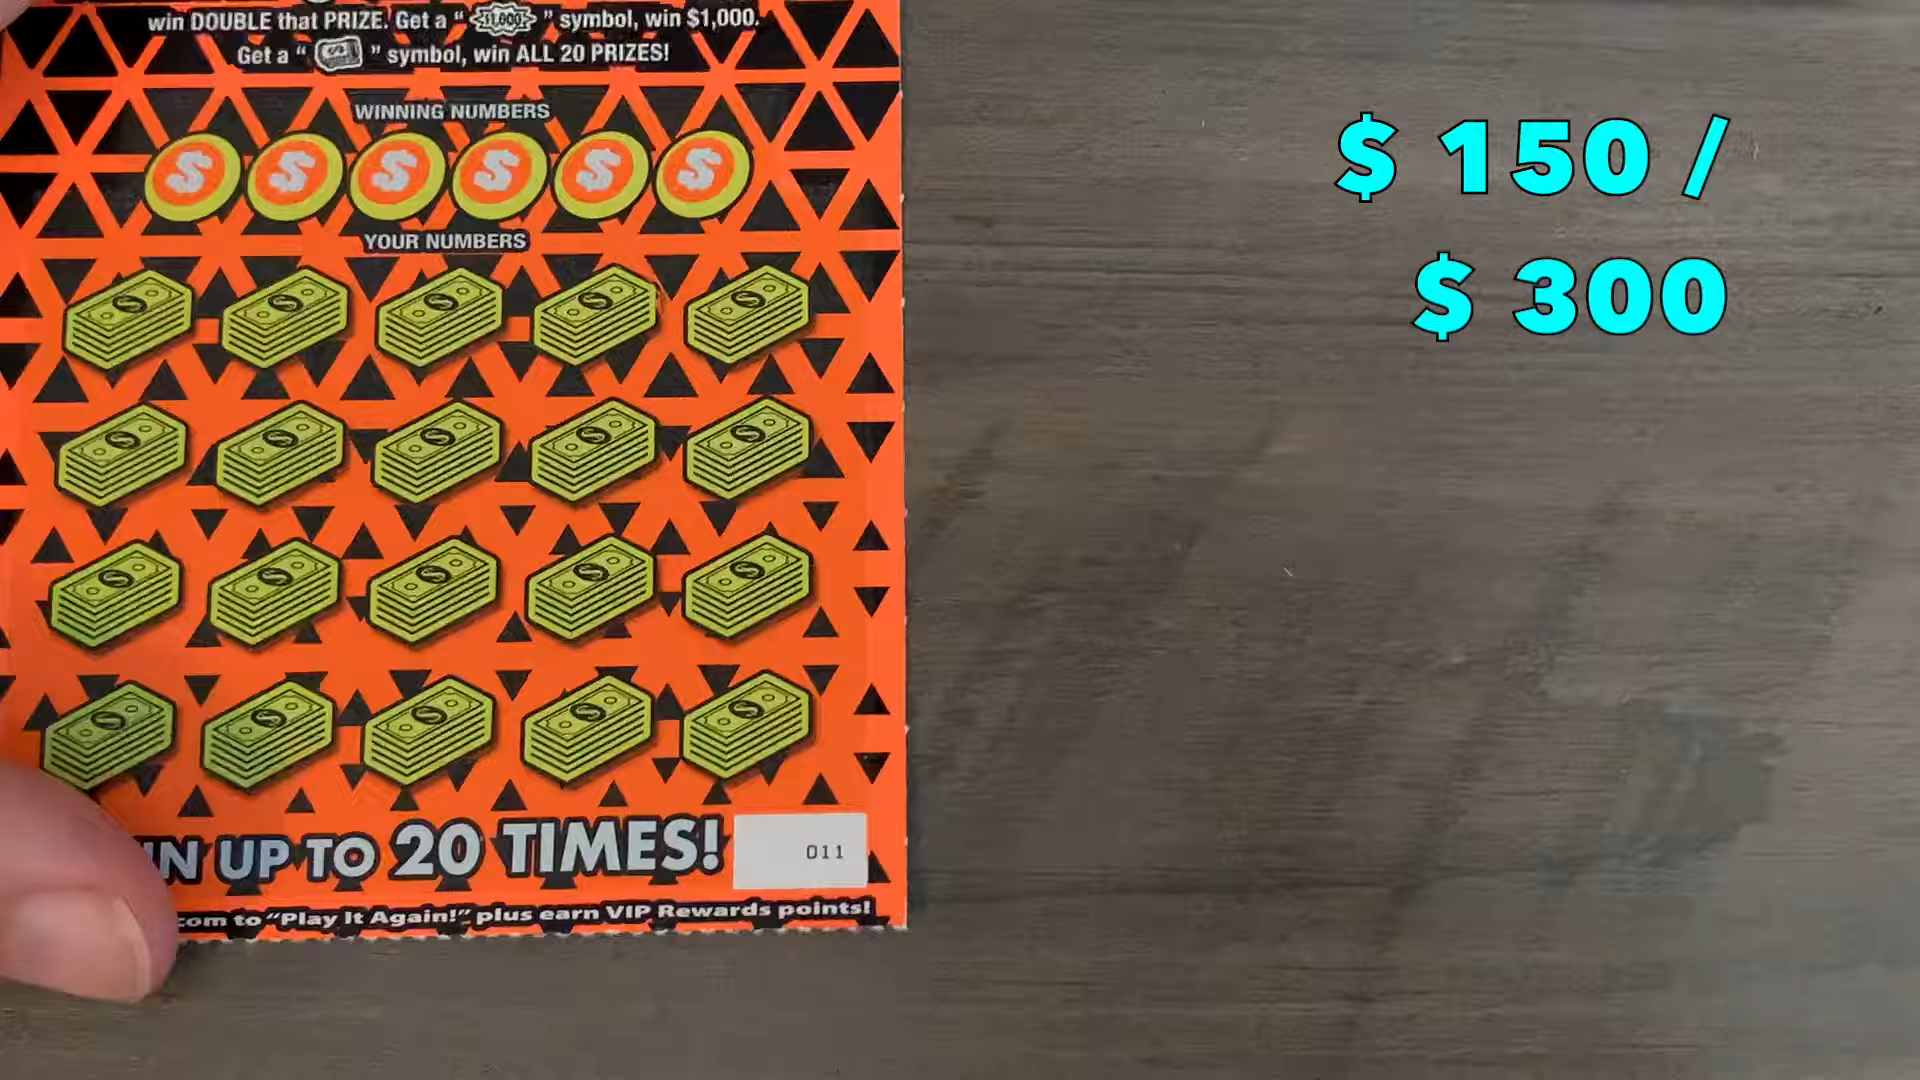 win DOUBLE that PRIZE. Get a " $1,000 " symbol, win $1,000.
Get a " " symbol, win ALL 20 PRIZES!
WINNING NUMBERS
$ $ $ $ $ $
YOUR NUMBERS
$ $ $ $ $
$ $ $ $ $
$ $ $ $ $
$ $ $ $ $
IN UP TO 20 TIMES!
011
com to "Play It Again!" plus earn VIP Rewards points!
$ 150 /
$ 300